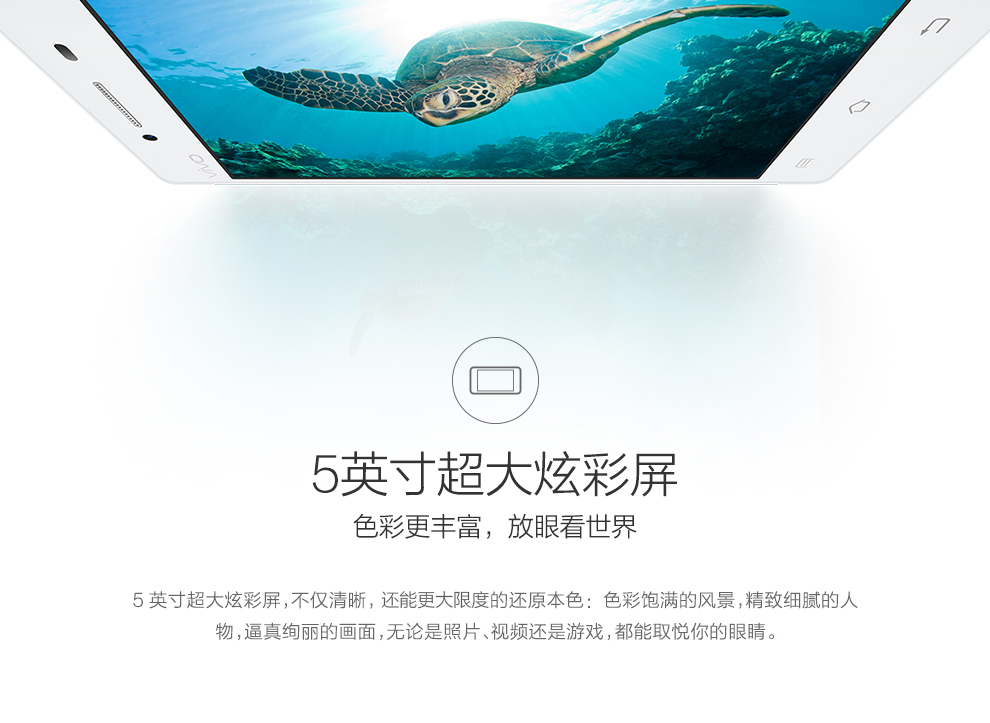 vivo
5英寸超大炫彩屏
色彩更丰富，放眼看世界
5 英寸超大炫彩屏，不仅清晰，还能更大限度的还原本色：色彩饱满的风景，精致细腻的人
物，逼真绚丽的画面，无论是照片、视频还是游戏，都能取悦你的眼睛。